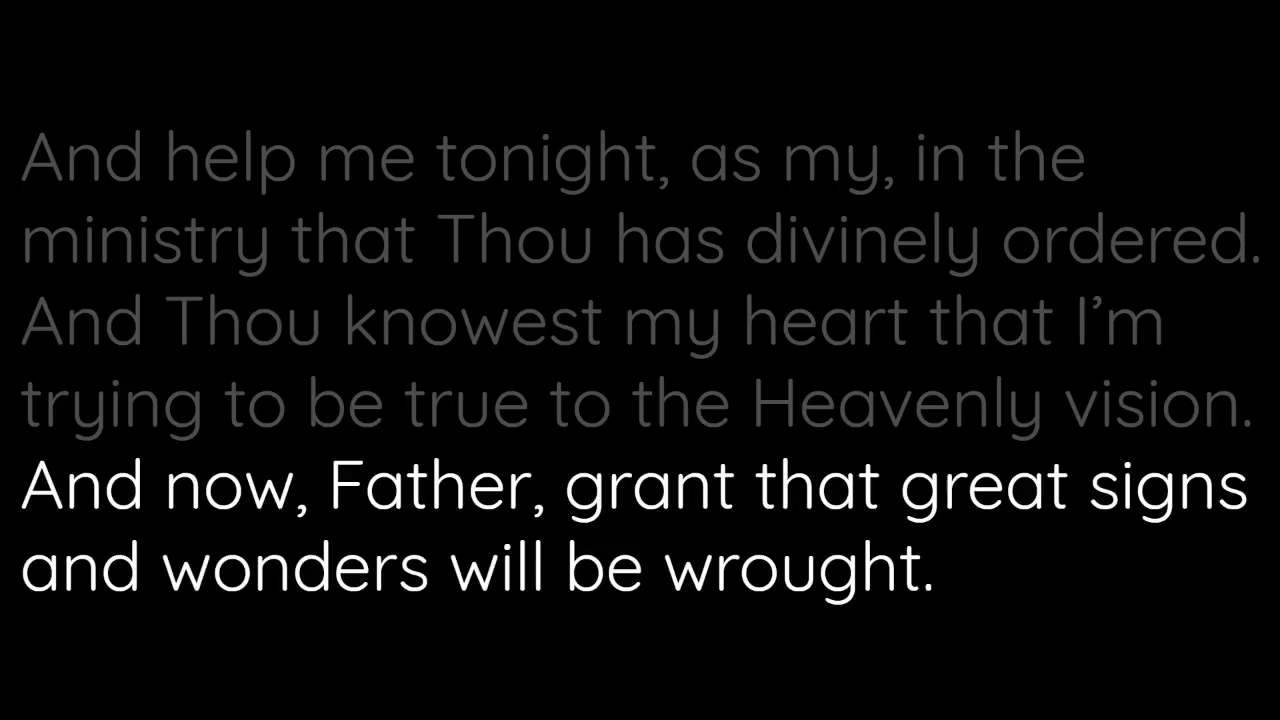 And help me tonight, as my, in the
ministry that Thou has divinely ordered.
And Thou knowest my heart that I’m
trying to be true to the Heavenly vision.
And now, Father, grant that great signs
and wonders will be wrought.